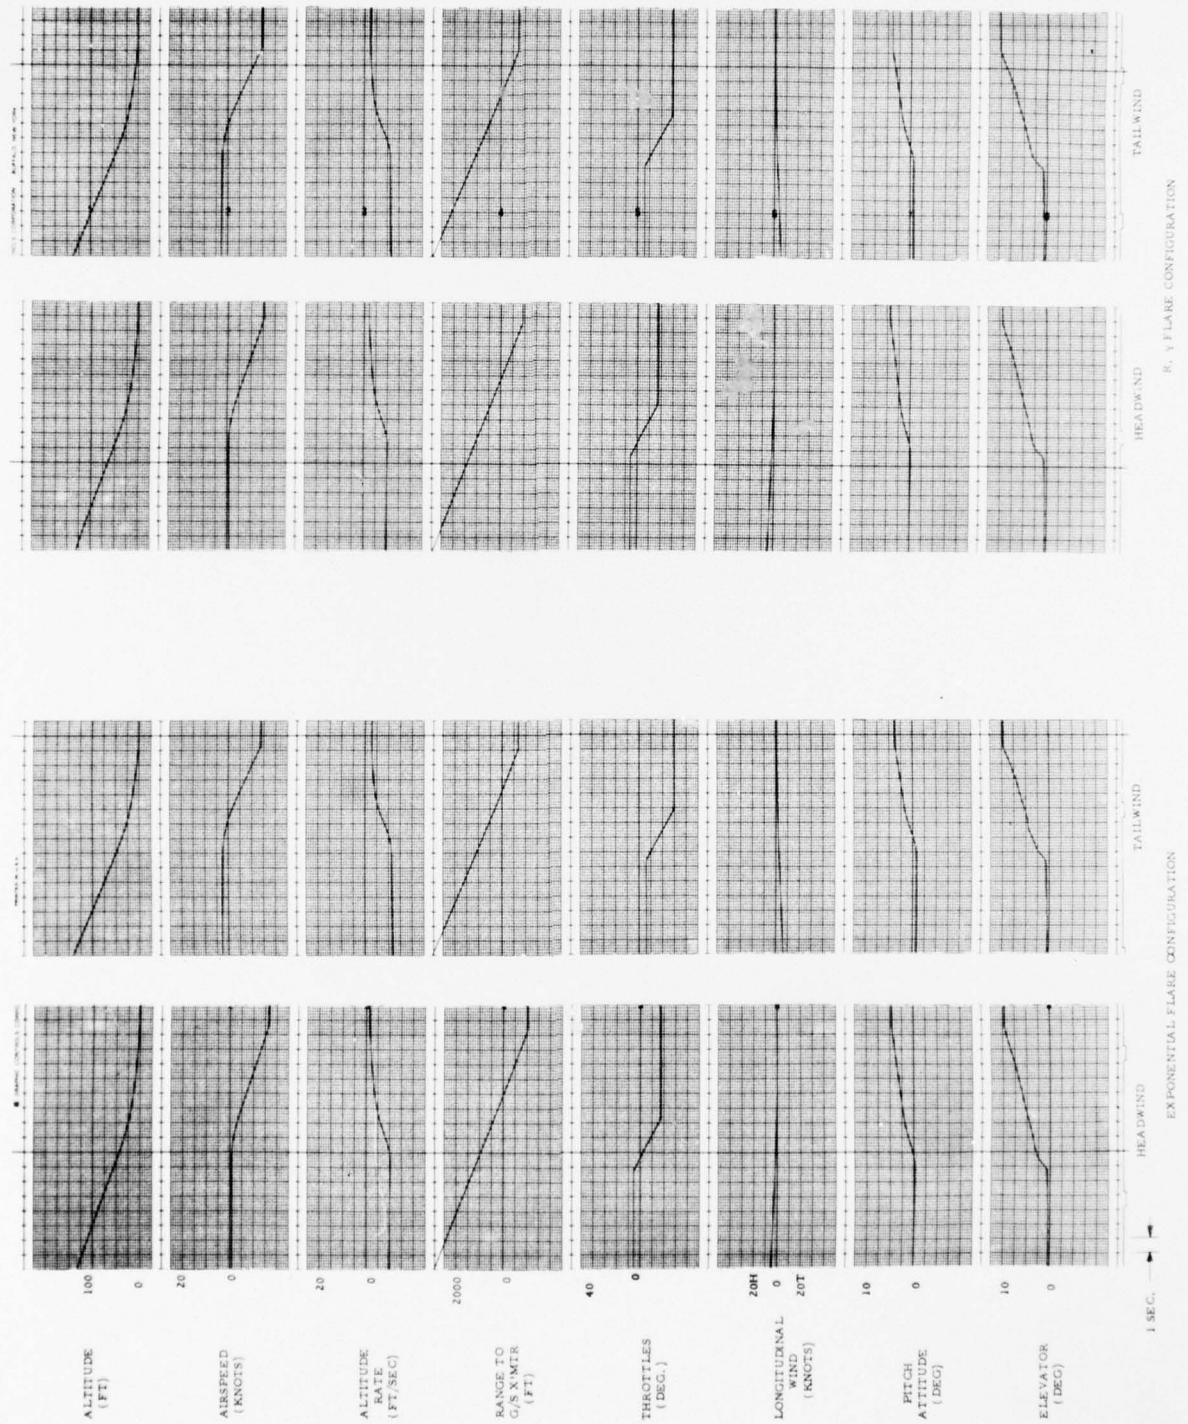 ALTITUDE
(FT)
100
0
AIRSPEED
(KNOTS)
20
0
ALTITUDE
RATE
(FT/SEC)
20
0
RANGE TO
G/S X'MTR
(FT)
2000
0
THROTTLES
(DEG.)
40
0
LONGITUDINAL
WIND
(KNOTS)
20H
0
20T
PITCH
ATTITUDE
(DEG)
10
0
ELEVATOR
(DEG)
10
0
1 SEC.
HEADWIND
TAILWIND
EXPONENTIAL FLARE CONFIGURATION
HEADWIND
TAILWIND
R, γ FLARE CONFIGURATION